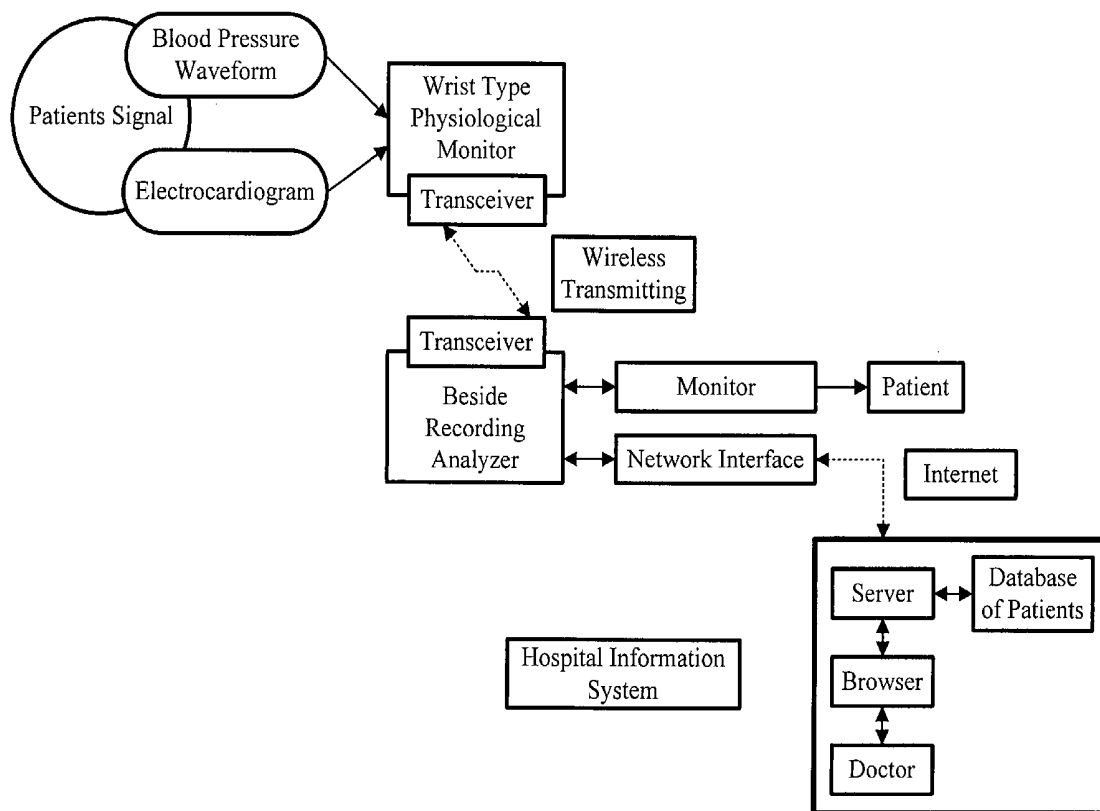 Blood Pressure
Waveform
Patients Signal
Electrocardiogram
Wrist Type
Physiological
Monitor
Transceiver
Wireless
Transmitting
Transceiver
Beside
Recording
Analyzer
Monitor
Patient
Network Interface
Internet
Server
Database
of Patients
Hospital Information
System
Browser
Doctor